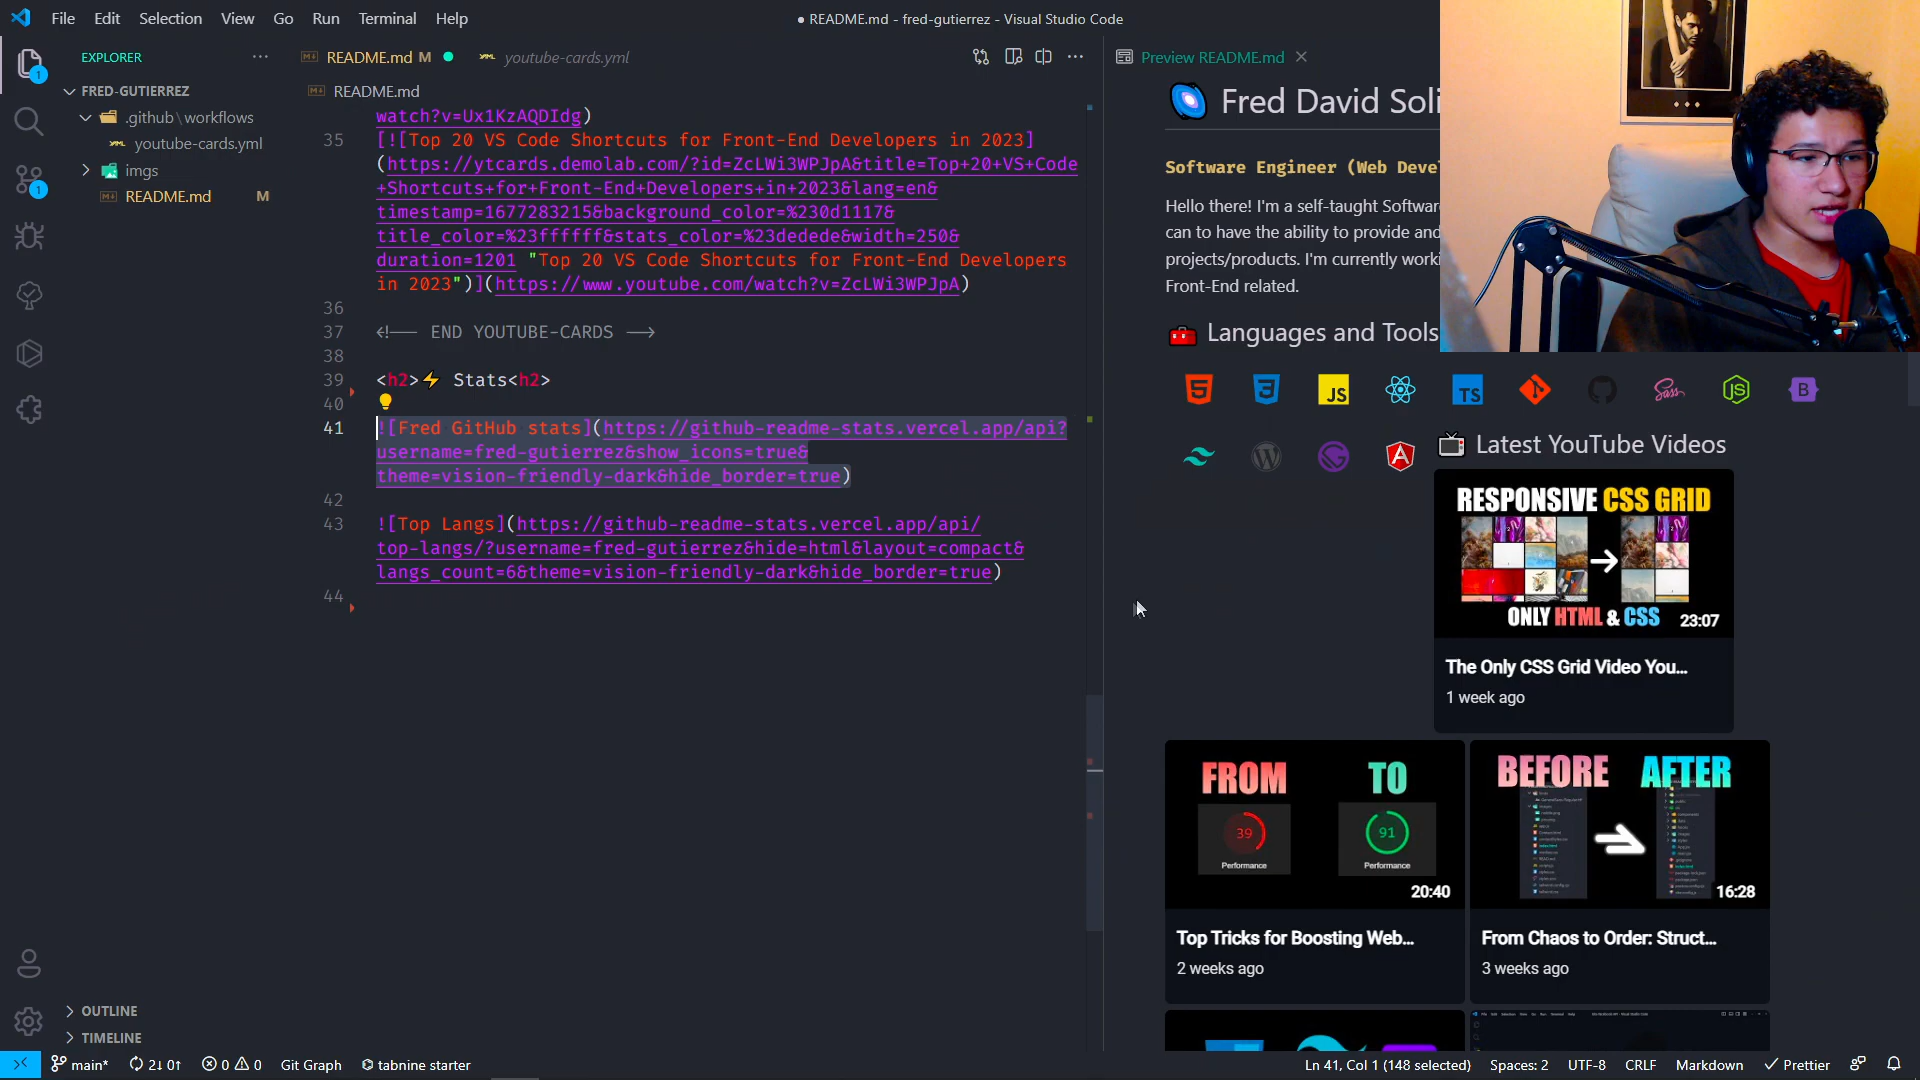 File Edit Selection View Go Run Terminal Help
● README.md - fred-gutierrez - Visual Studio Code
EXPLORER
README.md M
youtube-cards.yml
Preview README.md
FRED-GUTIERREZ
.github\workflows
youtube-cards.yml
imgs
README.md M
README.md
watch?v=Ux1KzAQDIdg)
35 [![Top 20 VS Code Shortcuts for Front-End Developers in 2023]
(https://ytcards.demolab.com/?id=ZcLWi3WPJpA&title=Top+20+VS+Code
+Shortcuts+for+Front-End+Developers+in+2023&lang=en&
timestamp=1677283215&background_color=%230d1117&
title_color=%23ffffff&stats_color=%23dedede&width=250&
duration=1201 "Top 20 VS Code Shortcuts for Front-End Developers
in 2023")](https://www.youtube.com/watch?v=ZcLWi3WPJpA)
36
37 <!-- END YOUTUBE-CARDS -->
38
39 <h2>⚡ Stats<h2>
40
41 ![Fred GitHub stats](https://github-readme-stats.vercel.app/api?
username=fred-gutierrez&show_icons=true&
theme=vision-friendly-dark&hide_border=true)
42
43 ![Top Langs](https://github-readme-stats.vercel.app/api/
top-langs/?username=fred-gutierrez&hide=html&layout=compact&
langs_count=6&theme=vision-friendly-dark&hide_border=true)
44
Fred David Soli
Software Engineer (Web Deve
Hello there! I'm a self-taught Softwar
can to have the ability to provide and
projects/products. I'm currently worki
Front-End related.
Languages and Tools
JS
TS
Sass
JS
B
Latest YouTube Videos
RESPONSIVE CSS GRID
ONLY HTML & CSS
23:07
The Only CSS Grid Video You...
1 week ago
FROM TO
39
91
Performance
Performance
20:40
Top Tricks for Boosting Web...
2 weeks ago
BEFORE AFTER
16:28
From Chaos to Order: Struct...
3 weeks ago
OUTLINE
TIMELINE
1
1
main*
2↓ 0↑
0 0
Git Graph
tabnine starter
Ln 41, Col 1 (148 selected)
Spaces: 2
UTF-8
CRLF
Markdown
Prettier